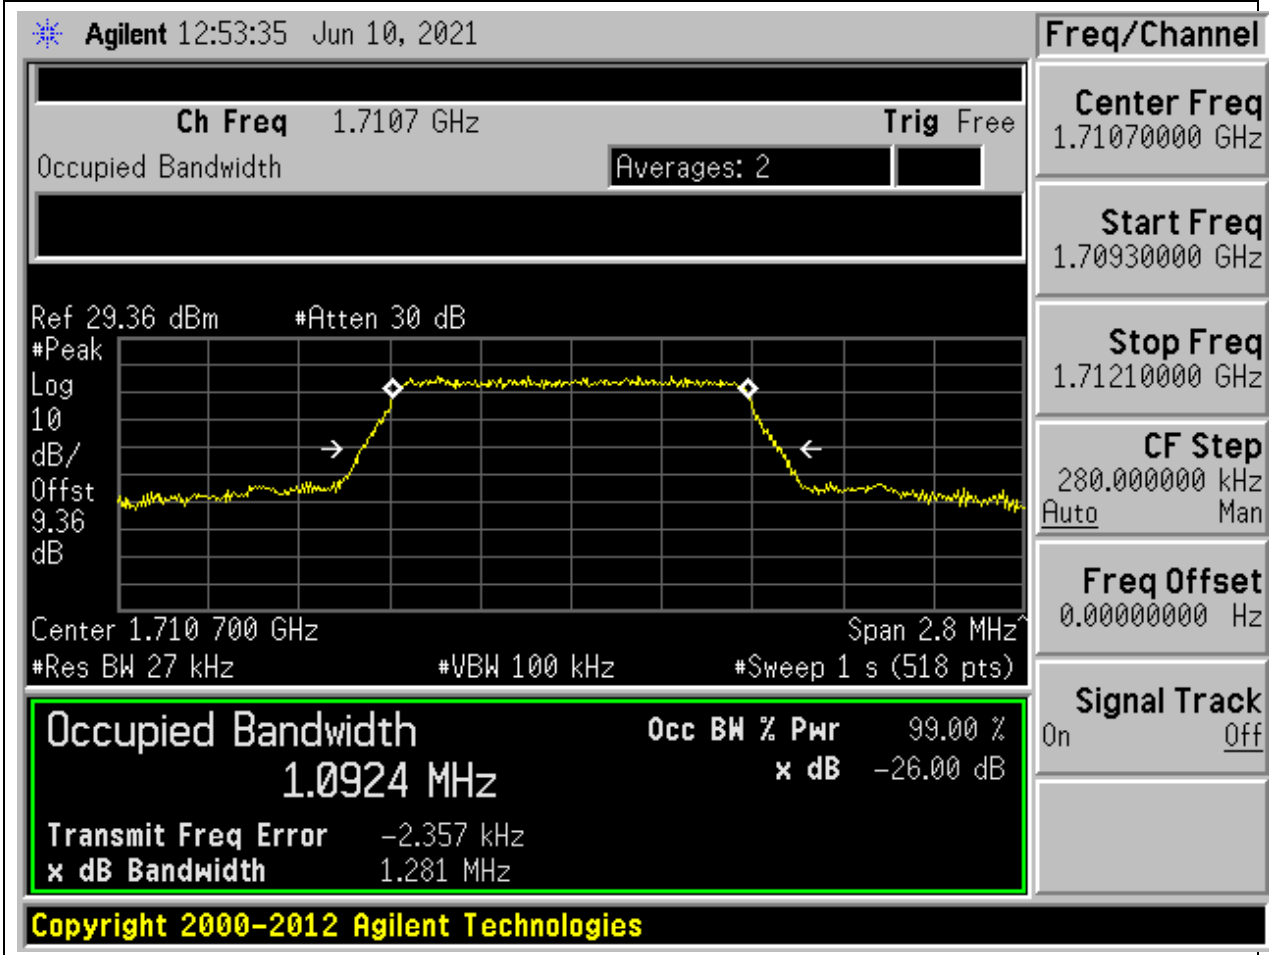 Agilent 12:53:35 Jun 10, 2021
Freq/Channel
Ch Freq 1.7107 GHz Trig Free
Occupied Bandwidth Averages: 2
Center Freq
1.71070000 GHz
Start Freq
1.70930000 GHz
Stop Freq
1.71210000 GHz
CF Step
280.000000 kHz
Auto Man
Freq Offset
0.00000000 Hz
Signal Track
On Off
Ref 29.36 dBm #Atten 30 dB
#Peak
Log
10
dB/
Offst
9.36
dB
Center 1.710 700 GHz Span 2.8 MHz^
#Res BW 27 kHz #VBW 100 kHz #Sweep 1 s (518 pts)
Occupied Bandwidth Occ BW % Pwr 99.00 %
1.0924 MHz x dB -26.00 dB
Transmit Freq Error -2.357 kHz
x dB Bandwidth 1.281 MHz
Copyright 2000-2012 Agilent Technologies